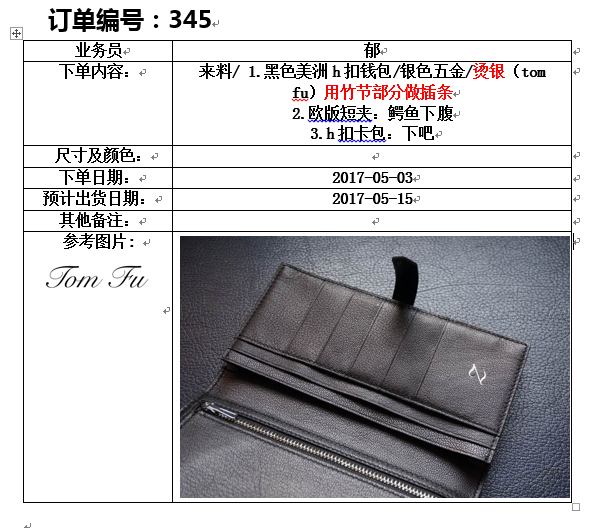 订单编号：345
业务员
郁
下单内容：
来料/ 1.黑色美洲h扣钱包/银色五金/烫银（tom
fu）用竹节部分做插条
2.欧版短夹：鳄鱼下腹
3.h扣卡包：下吧
尺寸及颜色：
下单日期：
2017-05-03
预计出货日期：
2017-05-15
其他备注：
参考图片：
Tom Fu